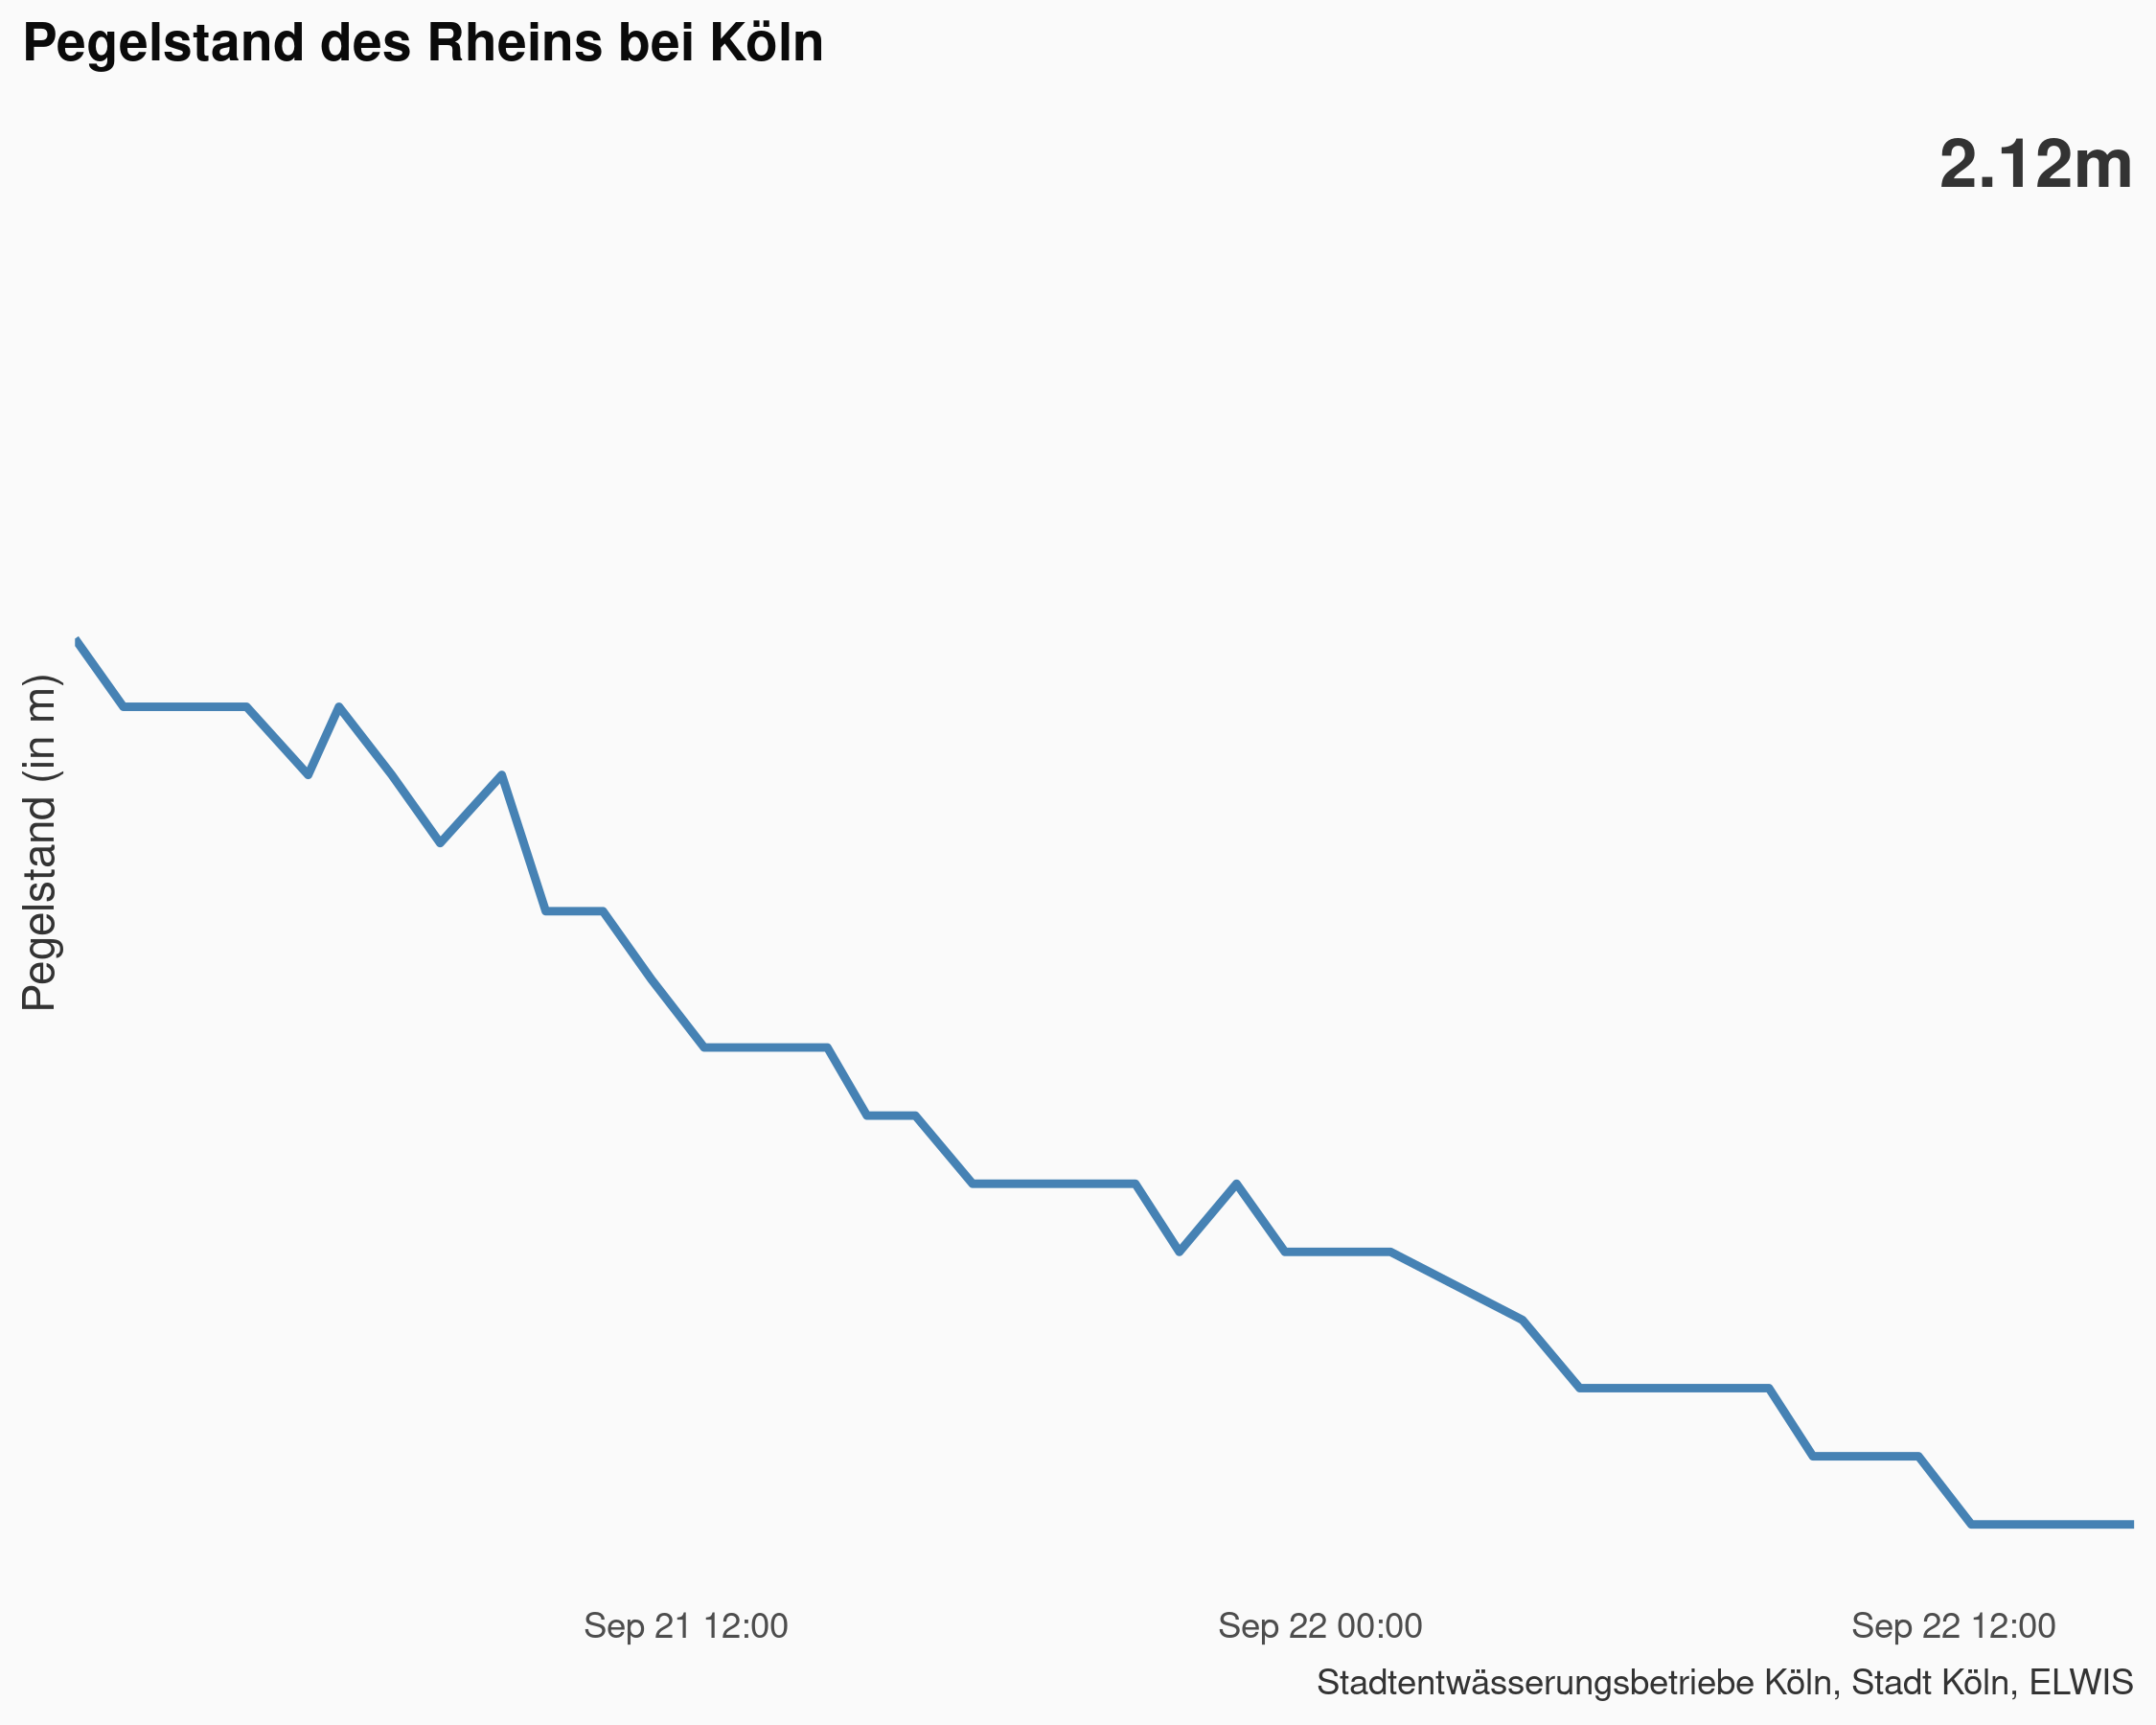 Pegelstand des Rheins bei Köln
2.12m
Pegelstand (in m)
Sep 21 12:00
Sep 22 00:00
Sep 22 12:00
Stadtentwässerungsbetriebe Köln, Stadt Köln, ELWIS